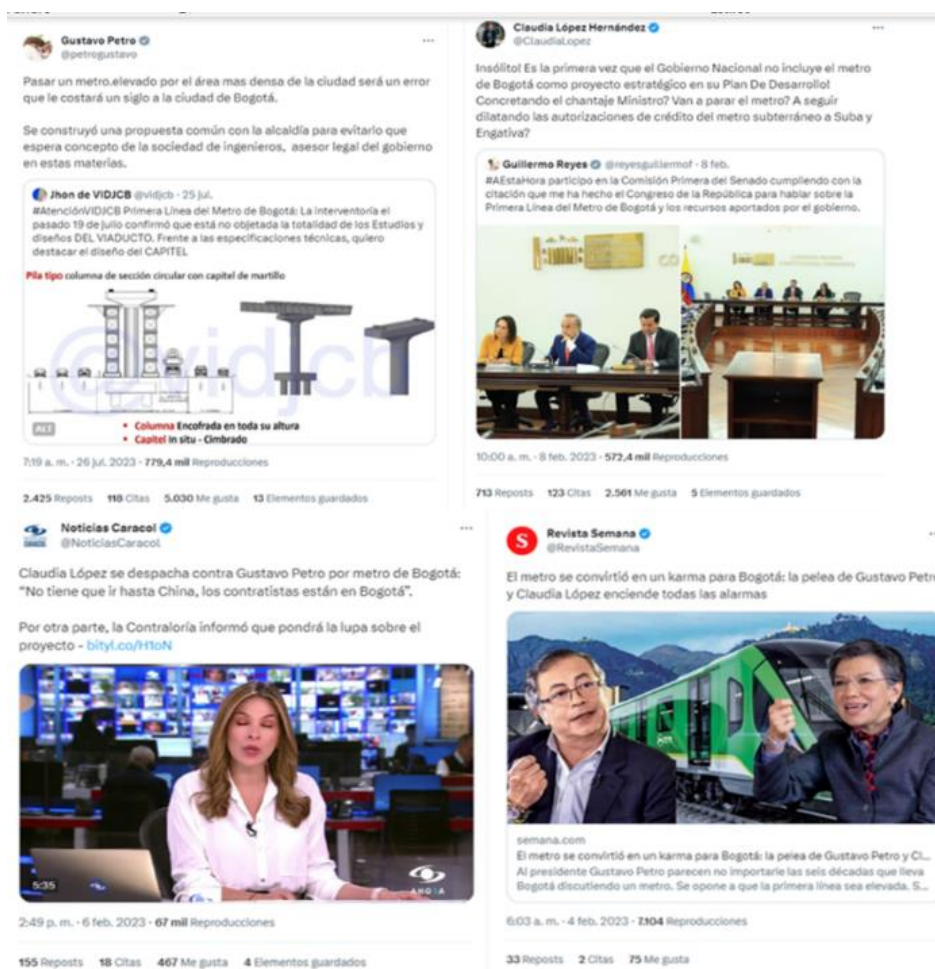 Gustavo Petro
@petrogustavo
Pasar un metro.elevado por el área mas densa de la ciudad será un error
que le costará un siglo a la ciudad de Bogotá.
Se construyó una propuesta común con la alcaldía para evitarlo que
espera concepto de la sociedad de ingenieros, asesor legal del gobierno
en estas materias.
Jhon de VIDJCB @vidjcb · 25 jul.
#AtenciónVIDJCB Primera Línea del Metro de Bogotá: La interventoría el
pasado 19 de julio confirmó que está no objetada la totalidad de los Estudios y
diseños DEL VIADUCTO. Frente a las especificaciones técnicas, quiero
destacar el diseño del CAPITEL
Pila tipo columna de sección circular con capitel de martillo
@vidjcb
ALT
• Columna Encofrada en toda su altura
• Capitel In situ - Cimbrado
7:19 a. m. · 26 jul. 2023 · 779,4 mil Reproducciones
2.425 Reposts 118 Citas 5.030 Me gusta 13 Elementos guardados
Claudia López Hernández
@ClaudiaLopez
Insólito! Es la primera vez que el Gobierno Nacional no incluye el metro
de Bogotá como proyecto estratégico en su Plan De Desarrollo!
Concretando el chantaje Ministro? Van a parar el metro? A seguir
dilatando las autorizaciones de crédito del metro subterráneo a Suba y
Engativa?
Guillermo Reyes @reyesguillermof · 8 feb.
#AEstaHora participo en la Comisión Primera del Senado cumpliendo con la
citación que me ha hecho el Congreso de la República para hablar sobre la
Primera Línea del Metro de Bogotá y los recursos aportados por el gobierno.
10:00 a. m. · 8 feb. 2023 · 572,4 mil Reproducciones
713 Reposts 123 Citas 2.561 Me gusta 5 Elementos guardados
Noticias Caracol
@NoticiasCaracol
Claudia López se despacha contra Gustavo Petro por metro de Bogotá:
“No tiene que ir hasta China, los contratistas están en Bogotá”.
Por otra parte, la Contraloría informó que pondrá la lupa sobre el
proyecto - bityl.co/H1oN
5:35
AHORA
2:49 p. m. · 6 feb. 2023 · 67 mil Reproducciones
155 Reposts 18 Citas 467 Me gusta 4 Elementos guardados
S
Revista Semana
@RevistaSemana
El metro se convirtió en un karma para Bogotá: la pelea de Gustavo Petro
y Claudia López enciende todas las alarmas
semana.com
El metro se convirtió en un karma para Bogotá: la pelea de Gustavo Petro y Cl...
Al presidente Gustavo Petro parecen no importarle las seis décadas que lleva
Bogotá discutiendo un metro. Se opone a que la primera línea sea elevada. S...
6:03 a. m. · 4 feb. 2023 · 7.104 Reproducciones
33 Reposts 2 Citas 75 Me gusta